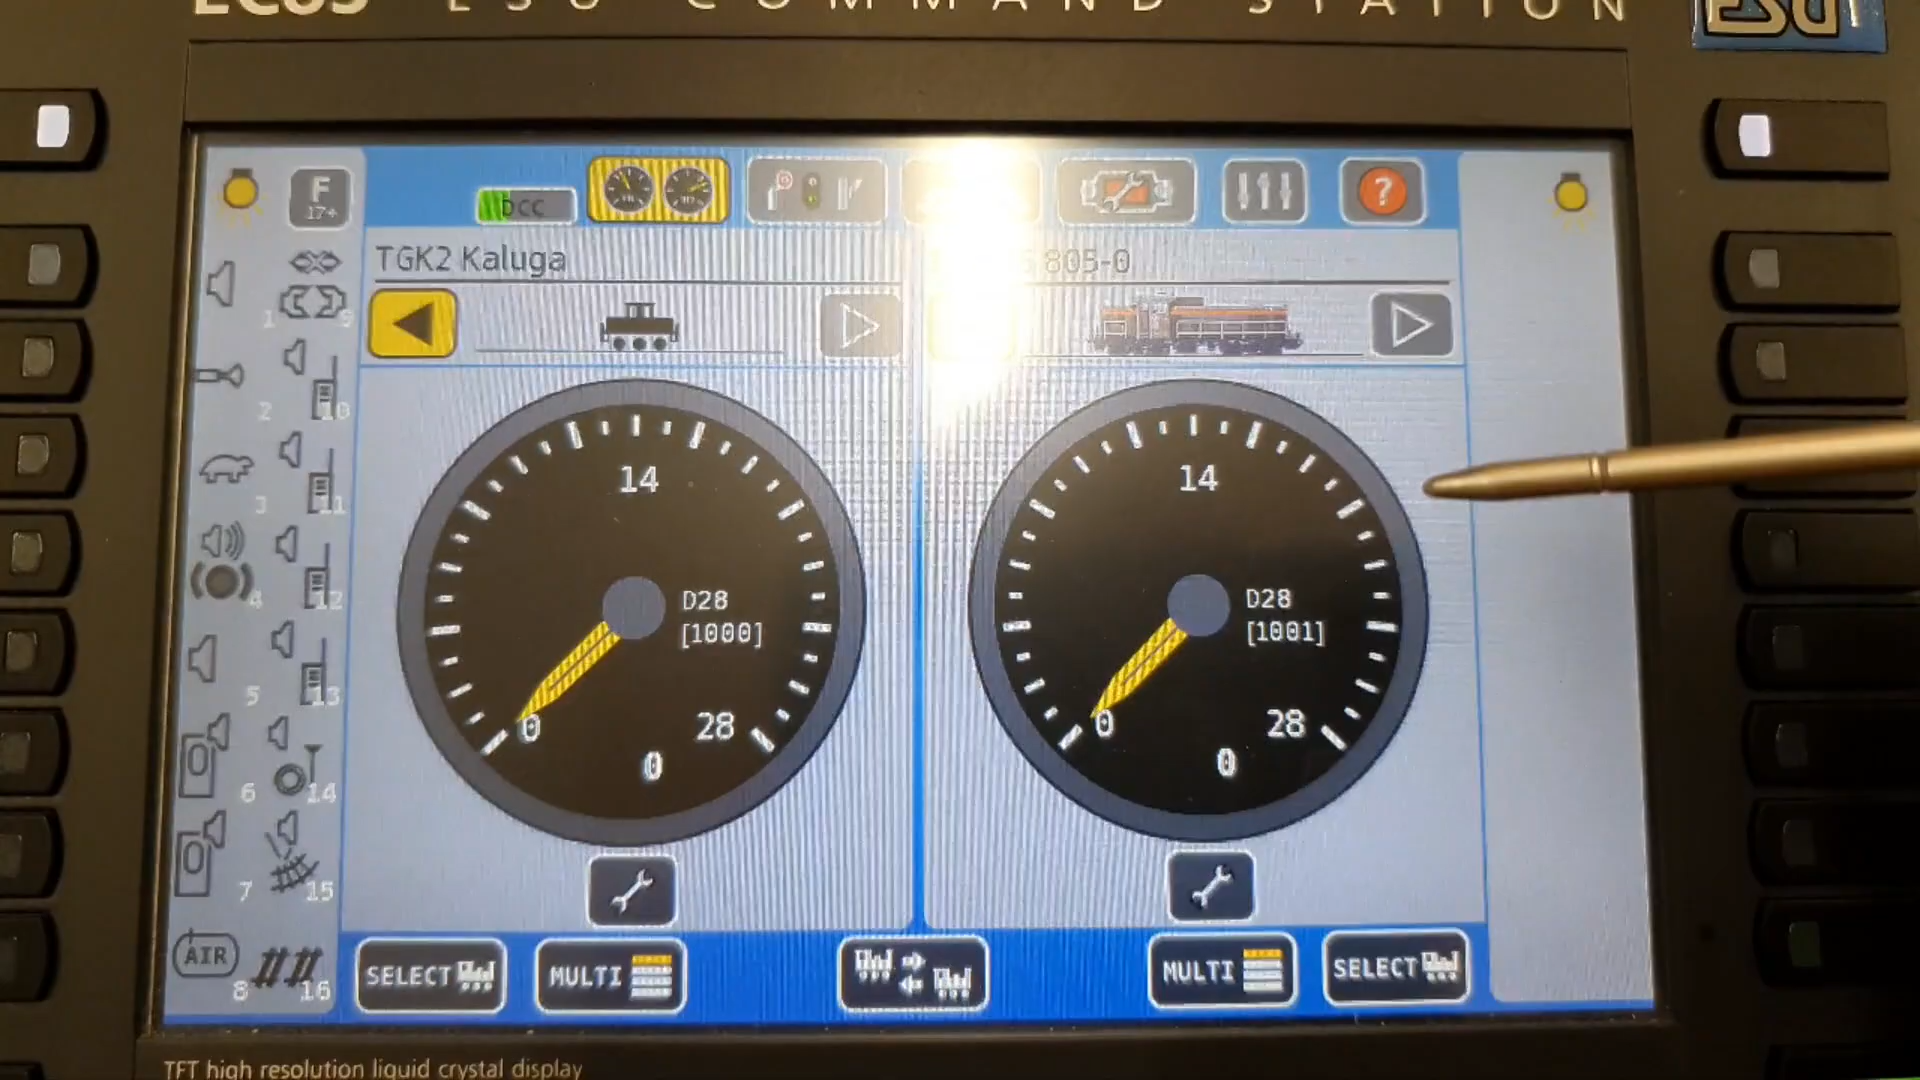 ESU COMMAND STATION
ESU
F
17+
bcc
?
TGK2 Kaluga
805-0
1
9
2
10
3
11
4
12
5
13
6
14
7
15
AIR
8
16
14
D28
[1000]
0
28
0
14
D28
[1001]
0
28
0
SELECT
MULTI
MULTI
SELECT
TFT high resolution liquid crystal display